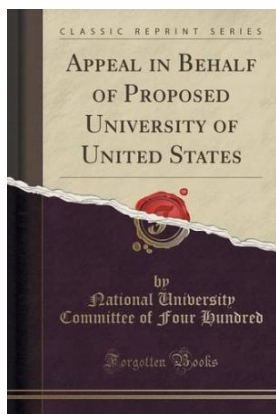 CLASSIC REPRINT SERIES
APPEAL IN BEHALF
OF PROPOSED
UNIVERSITY OF
UNITED STATES
F
by
National University
Committee of Four Hundred
Forgotten Books